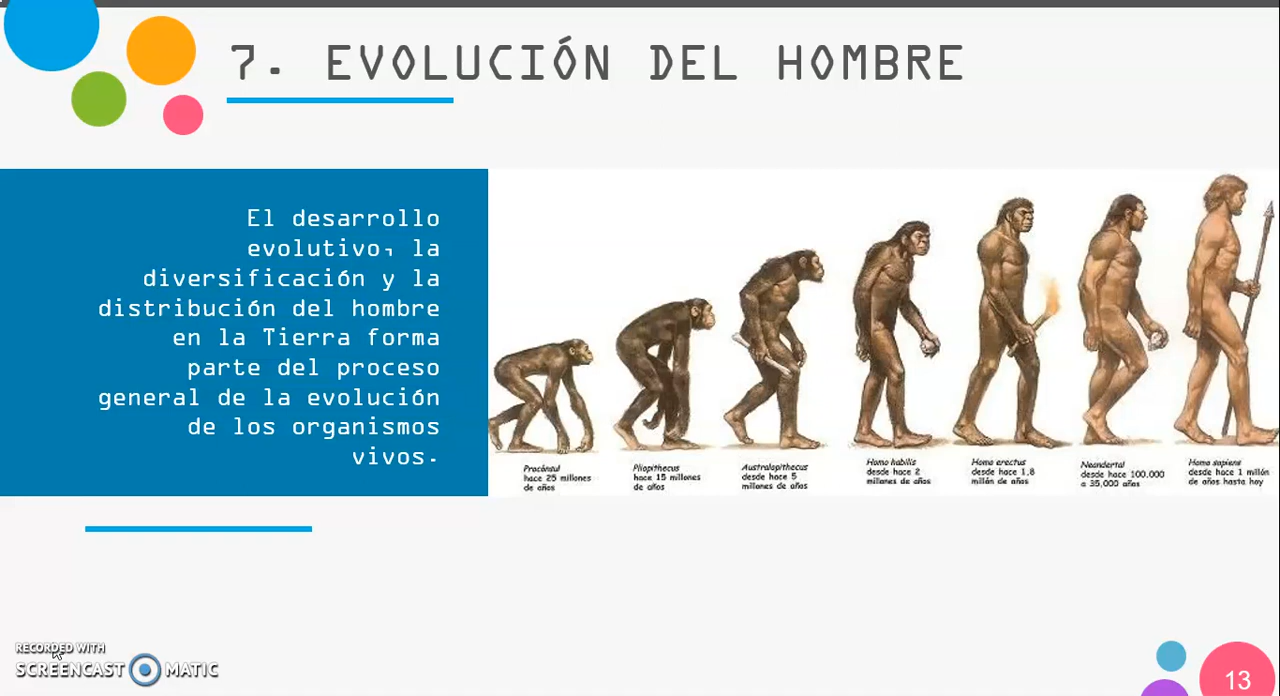 7. EVOLUCIÓN DEL HOMBRE
El desarrollo
evolutivo, la
diversificación y la
distribución del hombre
en la Tierra forma
parte del proceso
general de la evolución
de los organismos
vivos.
Procónsul
hace 25 millones
de años
Pliopithecus
hace 15 millones
de años
Australopithecus
desde hace 5
millones de años
Homo habilis
desde hace 2
millones de años
Homo erectus
desde hace 1,8
millón de años
Neandertal
desde hace 100.000
a 35,000 años
Homo sapiens
desde hace 1 millón
de años hasta hoy
RECORDED WITH
SCREENCAST MATIC
13